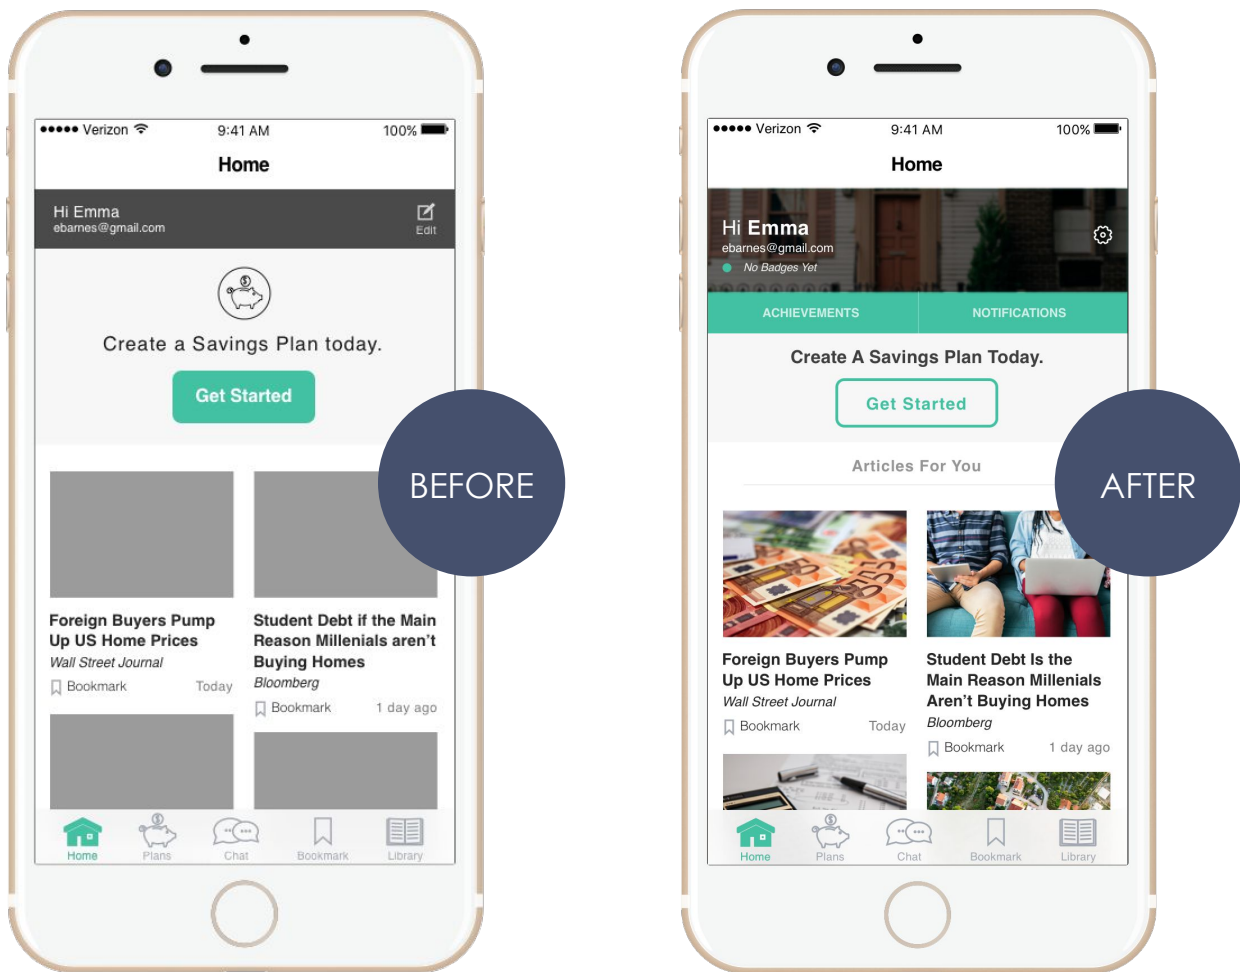 ●●●●● Verizon 9:41 AM 100%
Home
Hi Emma
ebarnes@gmail.com
Edit
Create a Savings Plan today.
Get Started
BEFORE
Foreign Buyers Pump
Up US Home Prices
Wall Street Journal
Bookmark Today
Student Debt if the Main
Reason Millenials aren't
Buying Homes
Bloomberg
Bookmark 1 day ago
Home Plans Chat Bookmark Library
●●●●● Verizon 9:41 AM 100%
Home
Hi Emma
ebarnes@gmail.com
No Badges Yet
ACHIEVEMENTS NOTIFICATIONS
Create A Savings Plan Today.
Get Started
Articles For You
AFTER
Foreign Buyers Pump
Up US Home Prices
Wall Street Journal
Bookmark Today
Student Debt Is the
Main Reason Millenials
Aren't Buying Homes
Bloomberg
Bookmark 1 day ago
Home Plans Chat Bookmark Library